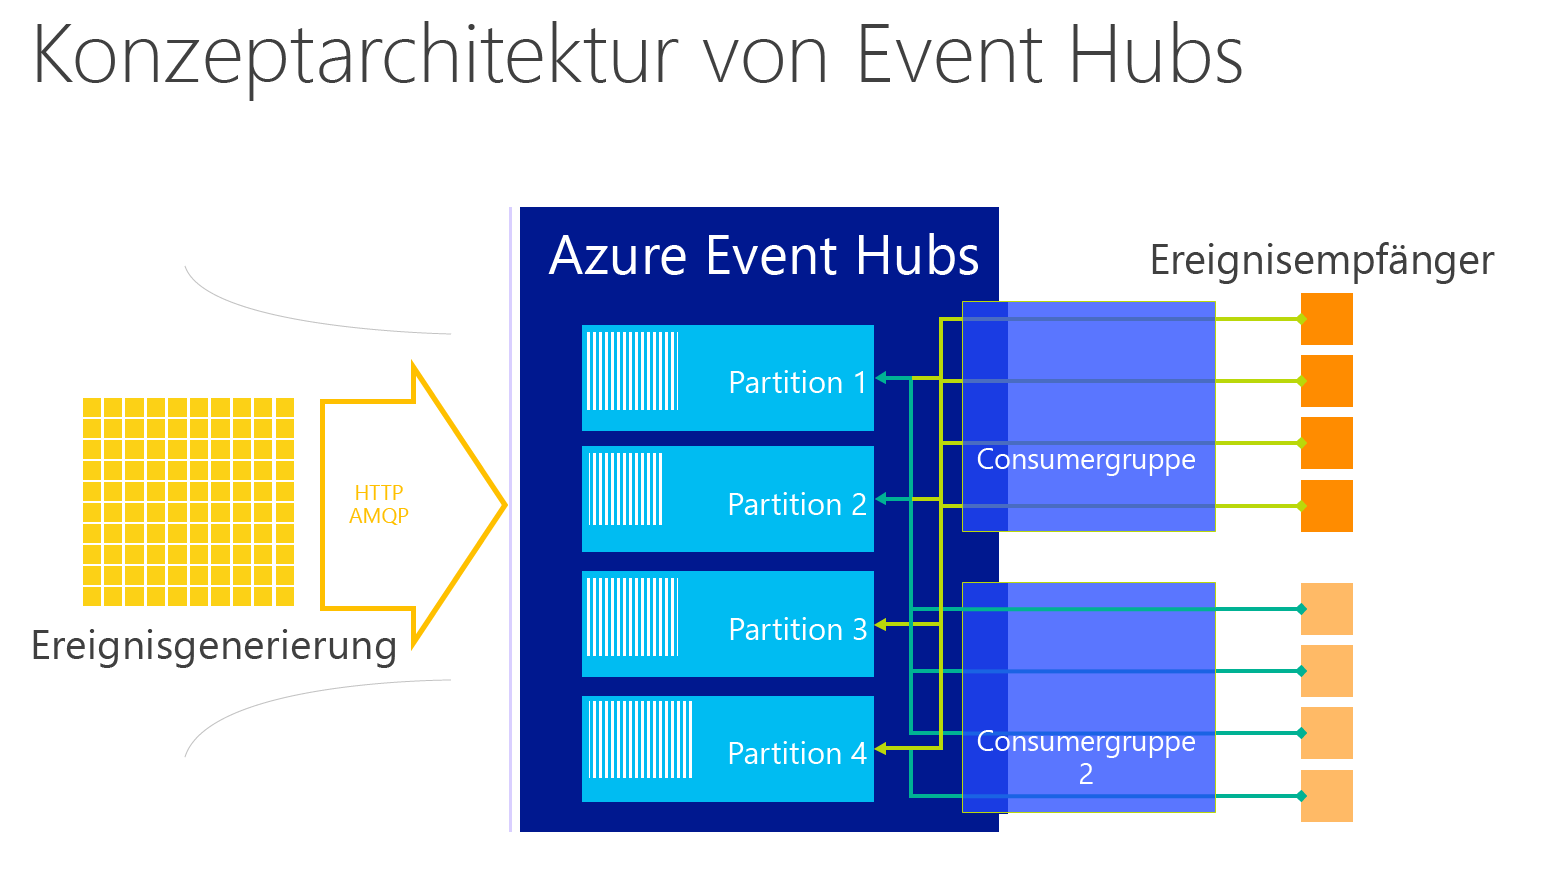 Konzeptarchitektur von Event Hubs
Azure Event Hubs
Ereignisempfänger
Partition 1
Consumergruppe
HTTP
AMQP
Partition 2
Ereignisgenerierung
Partition 3
Consumergruppe
2
Partition 4